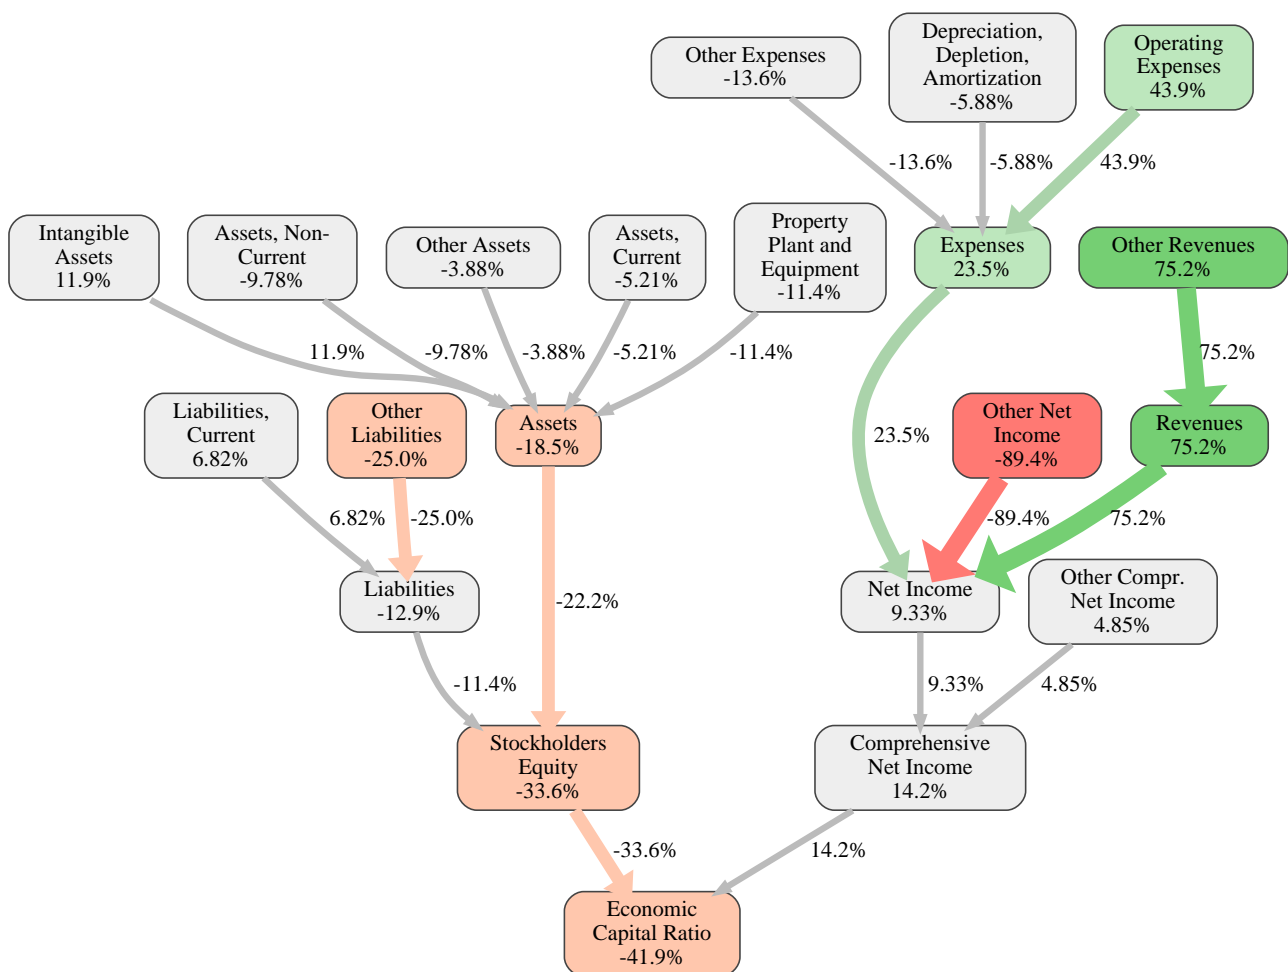 Depreciation,
Depletion,
Amortization
-5.88%
Other Expenses
-13.6%
Operating
Expenses
43.9%
-13.6%
-5.88%
43.9%
Intangible
Assets
11.9%
Assets, Non-
Current
-9.78%
Other Assets
-3.88%
Assets,
Current
-5.21%
Property
Plant and
Equipment
-11.4%
Expenses
23.5%
Other Revenues
75.2%
11.9%
-9.78%
-3.88%
-5.21%
-11.4%
75.2%
Liabilities,
Current
6.82%
Other
Liabilities
-25.0%
Assets
-18.5%
23.5%
Other Net
Income
-89.4%
Revenues
75.2%
6.82%
-25.0%
-89.4%
75.2%
Liabilities
-12.9%
-22.2%
Net Income
9.33%
Other Compr.
Net Income
4.85%
-11.4%
9.33%
4.85%
Stockholders
Equity
-33.6%
Comprehensive
Net Income
14.2%
-33.6%
14.2%
Economic
Capital Ratio
-41.9%